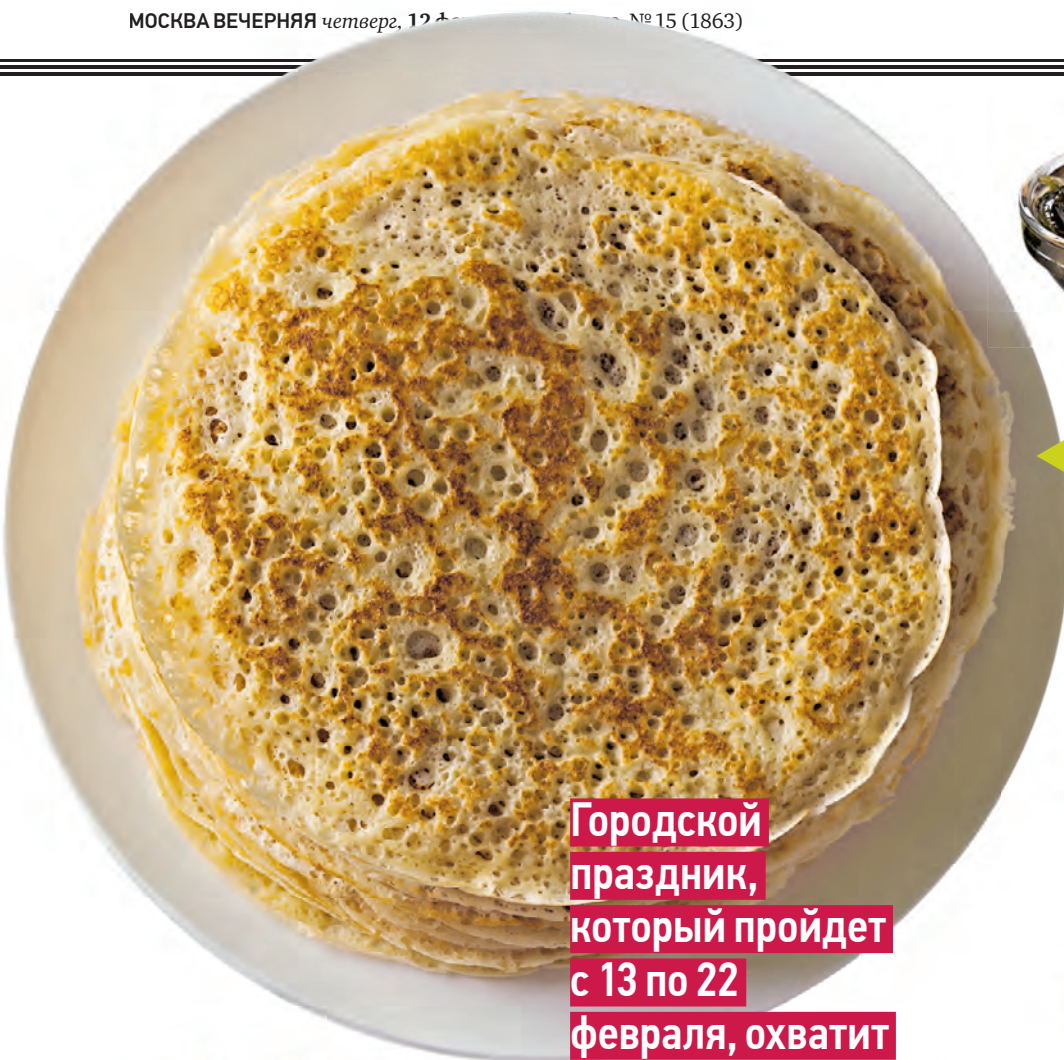 МОСКВА ВЕЧЕРНЯЯ четверг, 12 № 15 (1863)
Городской
праздник,
который пройдет
с 13 по 22
февраля, охватит